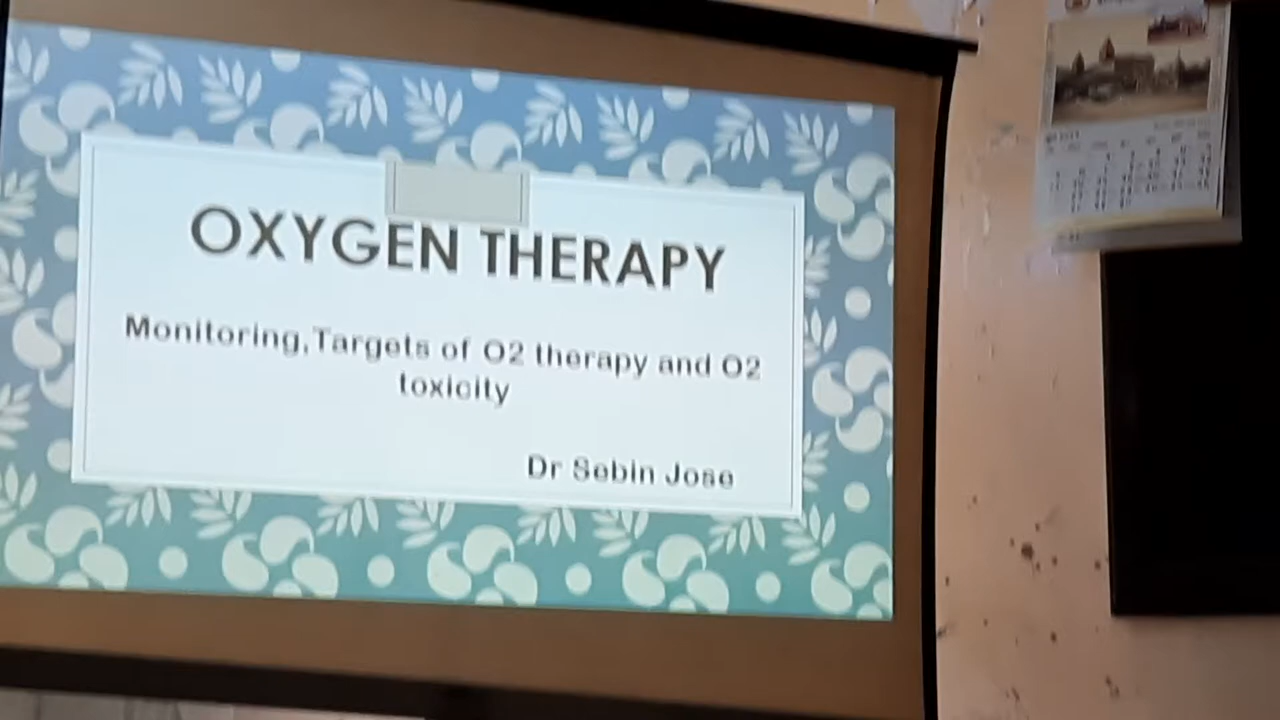 OXYGEN THERAPY
Monitoring,Targets of O2 therapy and O2
toxicity
Dr Sebin Jose